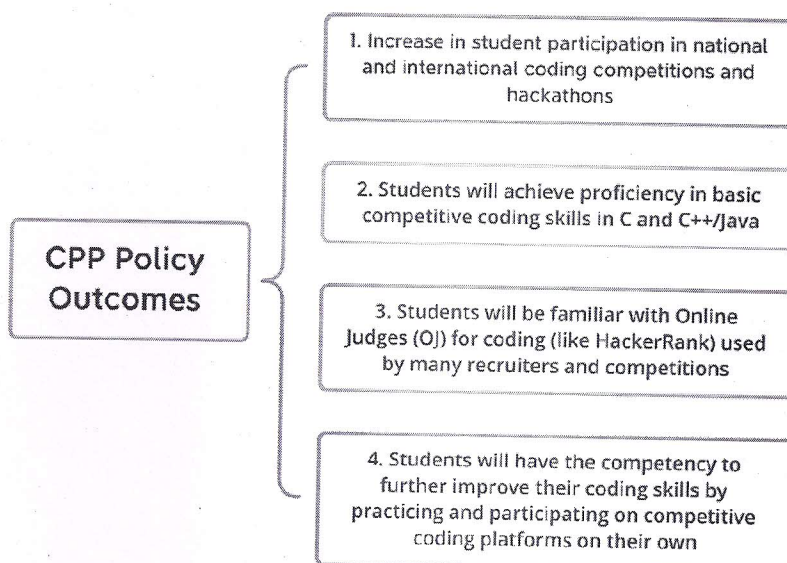 CPP Policy
Outcomes
1. Increase in student participation in national
and international coding competitions and
hackathons
2. Students will achieve proficiency in basic
competitive coding skills in C and C++/Java
3. Students will be familiar with Online
Judges (OJ) for coding (like HackerRank) used
by many recruiters and competitions
4. Students will have the competency to
further improve their coding skills by
practicing and participating on competitive
coding platforms on their own